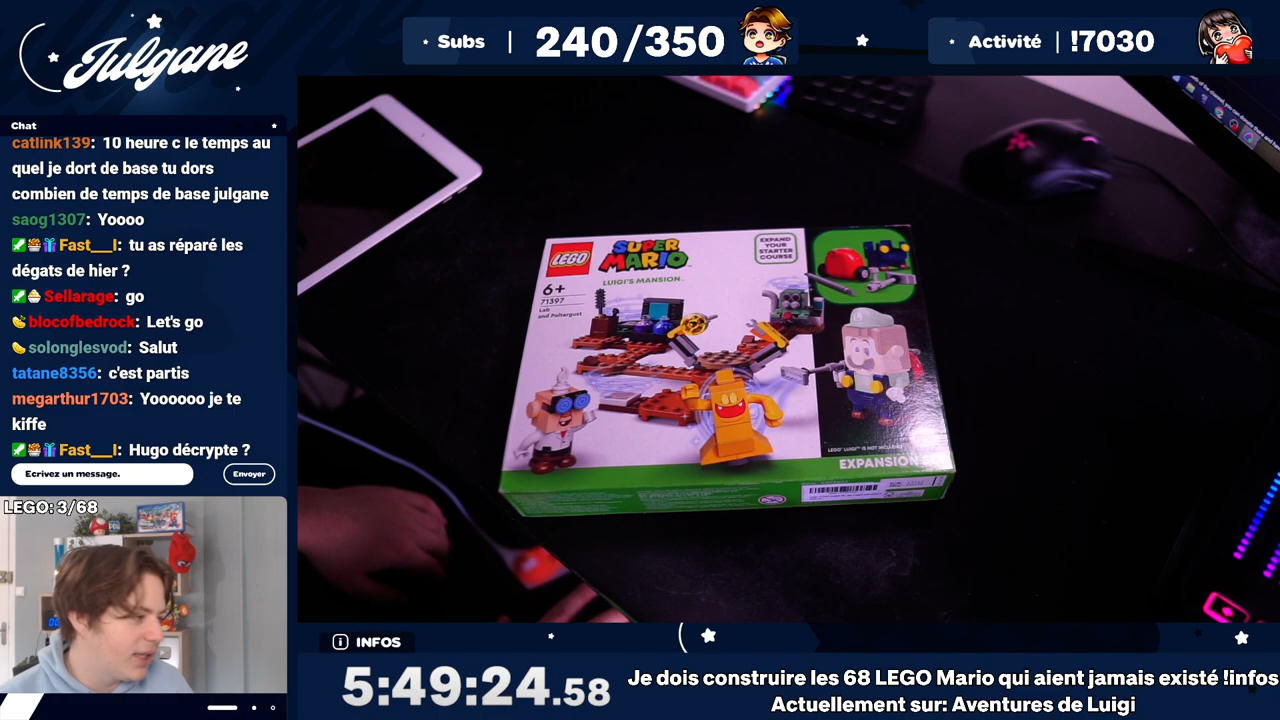 Julgane
Subs | 240/350
Activité | !7030
Chat
catlink139: 10 heure c le temps au
quel je dort de base tu dors
combien de temps de base julgane
saog1307: Yoooo
Fast__I: tu as réparé les
dégats de hier ?
Sellarage: go
blocofbedrock: Let's go
solonglesvod: Salut
tatane8356: c'est partis
megarthur1703: Yoooooo je te
kiffe
Fast__I: Hugo décrypte ?
Ecrivez un message.
Envoyer
LEGO: 3/68
LEGO
SUPER
MARIO
LUIGI'S MANSION
EXPAND
YOUR
STARTER
COURSE
6+
71397
Lab
and Poltergust
EXPANSION
INFOS
5:49:24.58
Je dois construire les 68 LEGO Mario qui aient jamais existé !infos
Actuellement sur: Aventures de Luigi